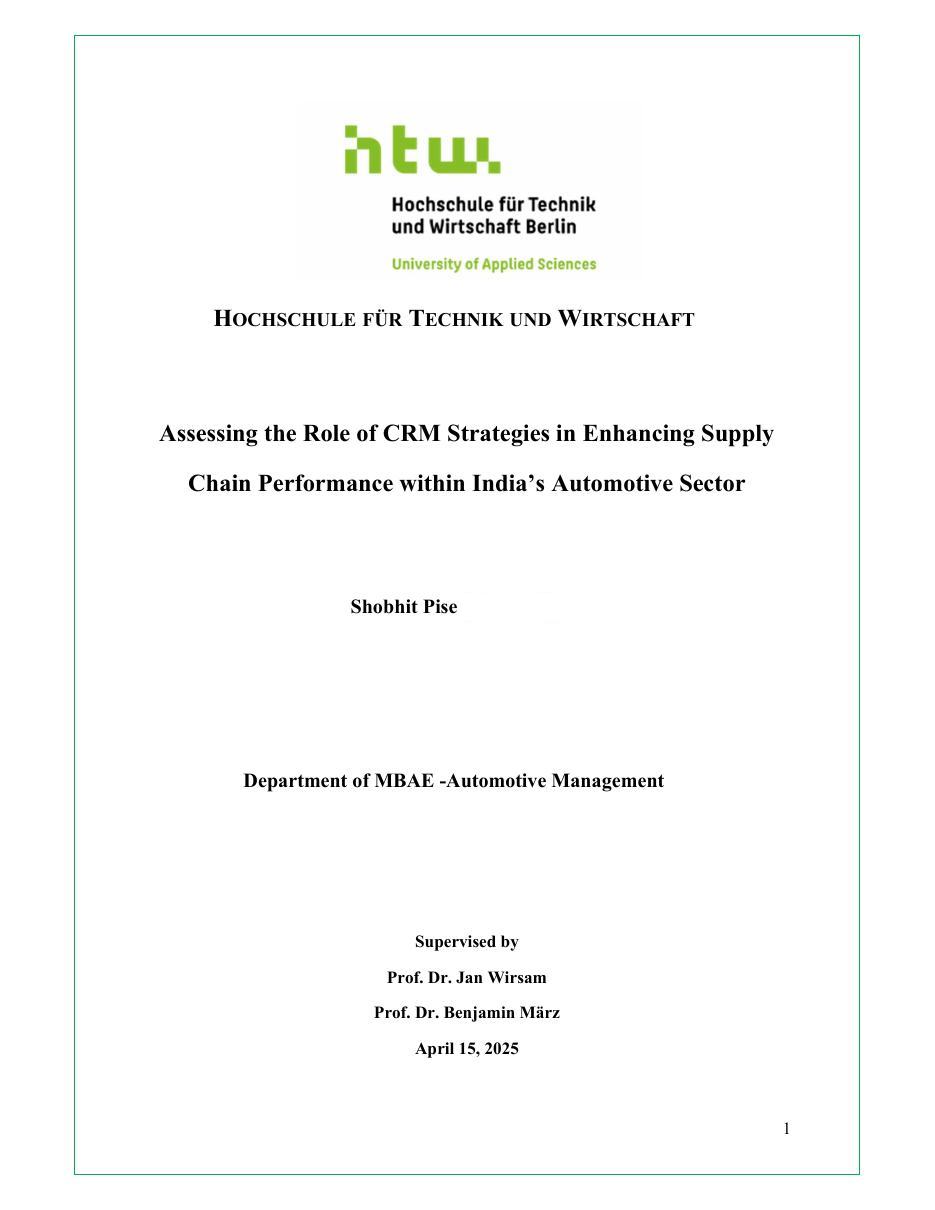 htw.
Hochschule für Technik
und Wirtschaft Berlin
University of Applied Sciences
HOCHSCHULE FÜR TECHNIK UND WIRTSCHAFT
Assessing the Role of CRM Strategies in Enhancing Supply
Chain Performance within India’s Automotive Sector
Shobhit Pise
Department of MBAE -Automotive Management
Supervised by
Prof. Dr. Jan Wirsam
Prof. Dr. Benjamin März
April 15, 2025
1